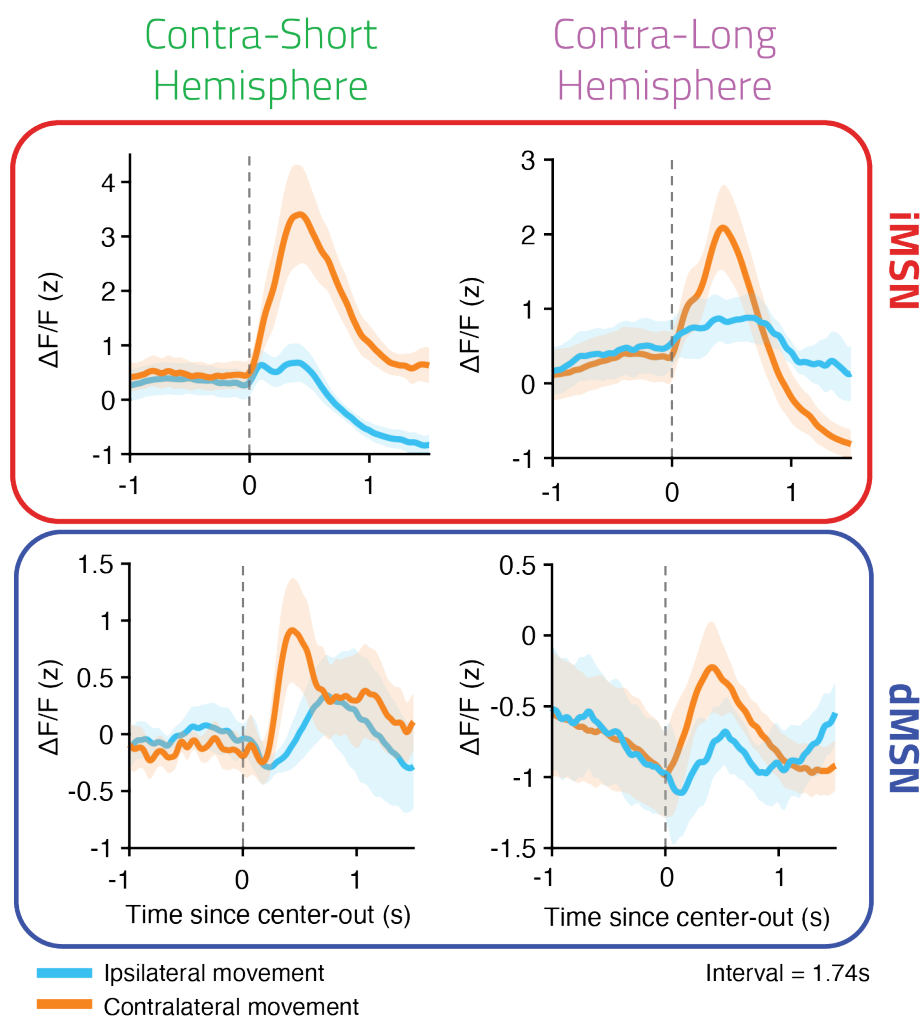 Contra-Short
Hemisphere
Contra-Long
Hemisphere
iMSN
ΔF/F (z)
4
3
2
1
0
-1
-1
0
1
ΔF/F (z)
3
2
1
0
-1
-1
0
1
dMSN
ΔF/F (z)
1.5
1
0.5
0
-0.5
-1
-1
0
1
Time since center-out (s)
ΔF/F (z)
0.5
0
-0.5
-1
-1.5
-1
0
1
Time since center-out (s)
Ipsilateral movement
Contralateral movement
Interval = 1.74s